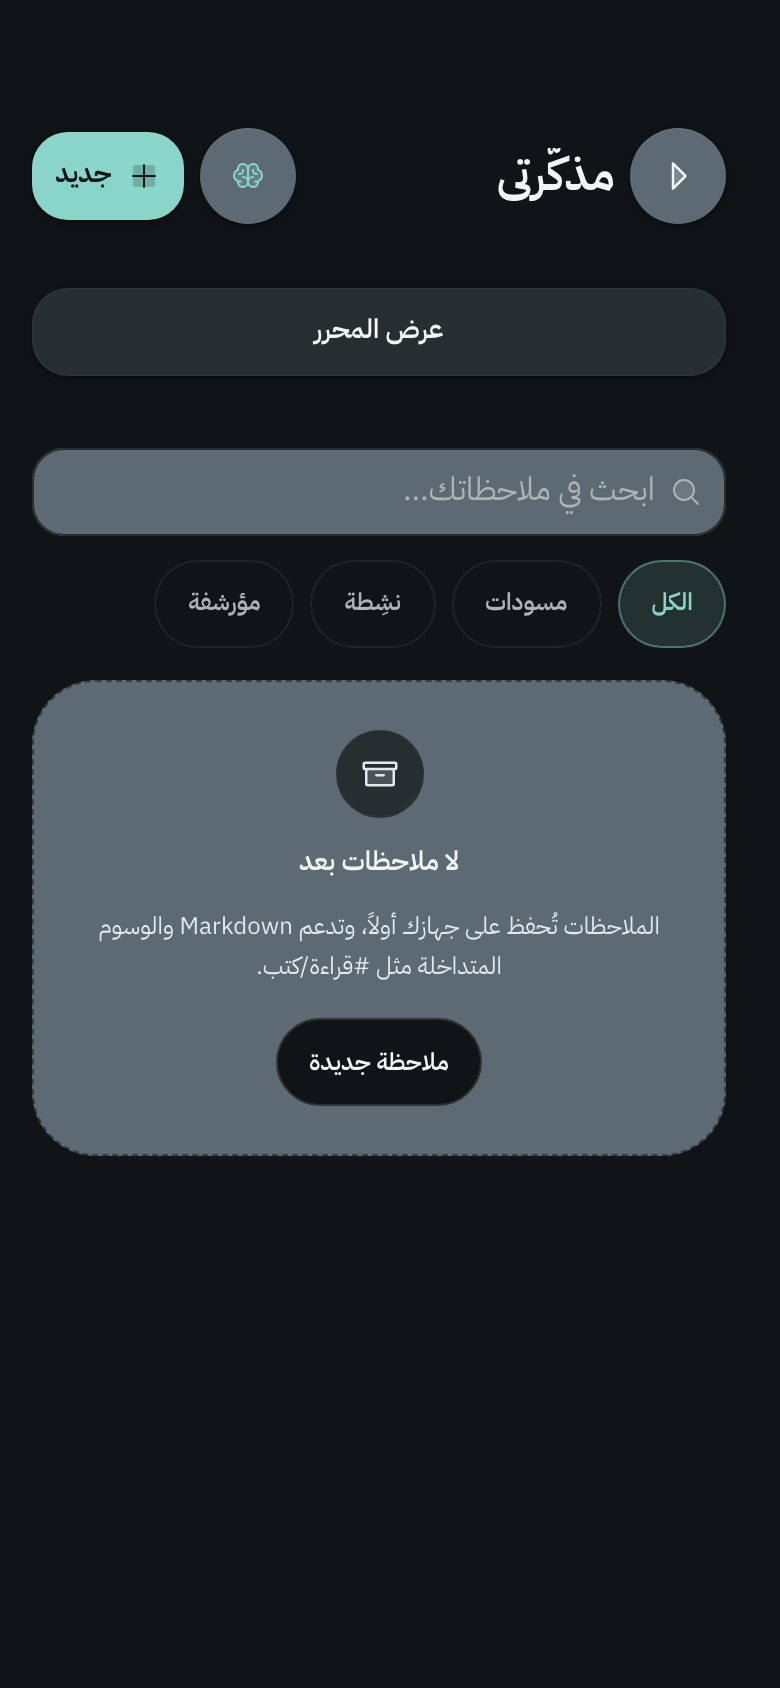 مذكّرتي
جديد
عرض المحرر
ابحث في ملاحظاتك...
الكل
مسودات
نشِطة
مؤرشفة
لا ملاحظات بعد
الملاحظات تُحفظ على جهازك أولاً، وتدعم Markdown والوسوم
المتداخلة مثل #قراءة/كتب.
ملاحظة جديدة